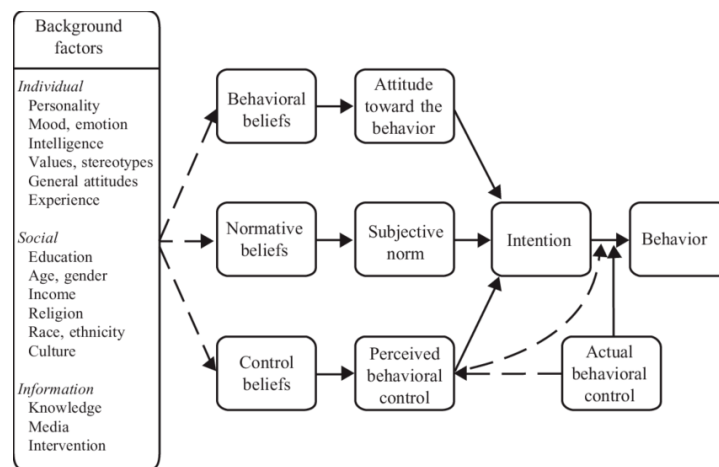 Background
factors
Individual
Personality
Mood, emotion
Intelligence
Values, stereotypes
General attitudes
Experience
Social
Education
Age, gender
Income
Religion
Race, ethnicity
Culture
Information
Knowledge
Media
Intervention
Behavioral
beliefs
Attitude
toward the
behavior
Normative
beliefs
Subjective
norm
Intention
Behavior
Control
beliefs
Perceived
behavioral
control
Actual
behavioral
control